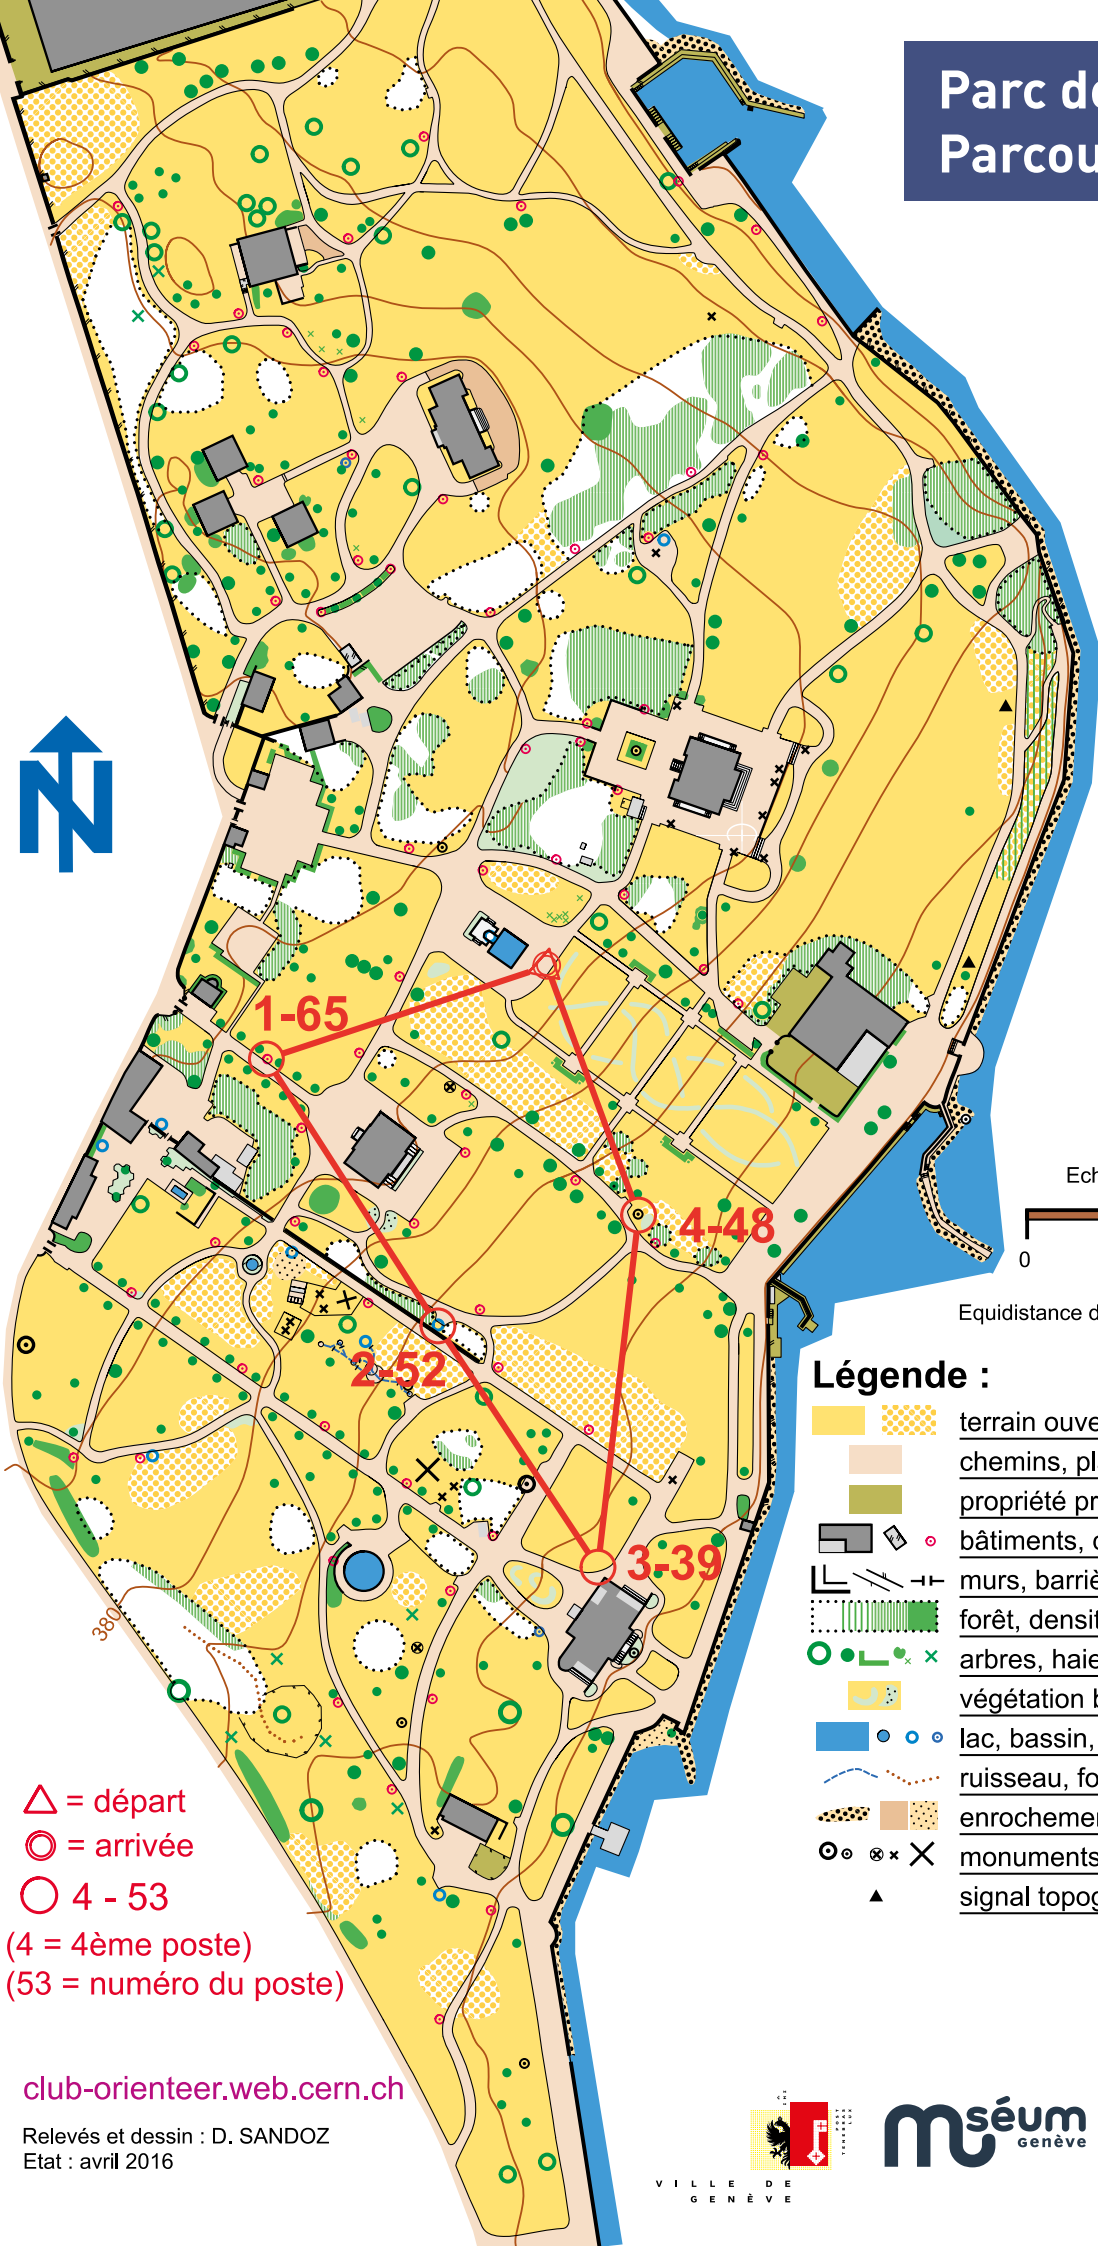 Parc de
Parcou
N
1-65
4-48
2-52
3-39
380
Ech
0
Equidistance d
Légende :
terrain ouve
chemins, pl
propriété pr
bâtiments, c
murs, barriè
forêt, densit
arbres, haie
végétation b
lac, bassin,
ruisseau, fo
enrochemer
monuments
signal topog
= départ
= arrivée
4 - 53
(4 = 4ème poste)
(53 = numéro du poste)
club-orienteer.web.cern.ch
Relevés et dessin : D. SANDOZ
Etat : avril 2016
VILLE DE
GENÈVE
muséum
genève